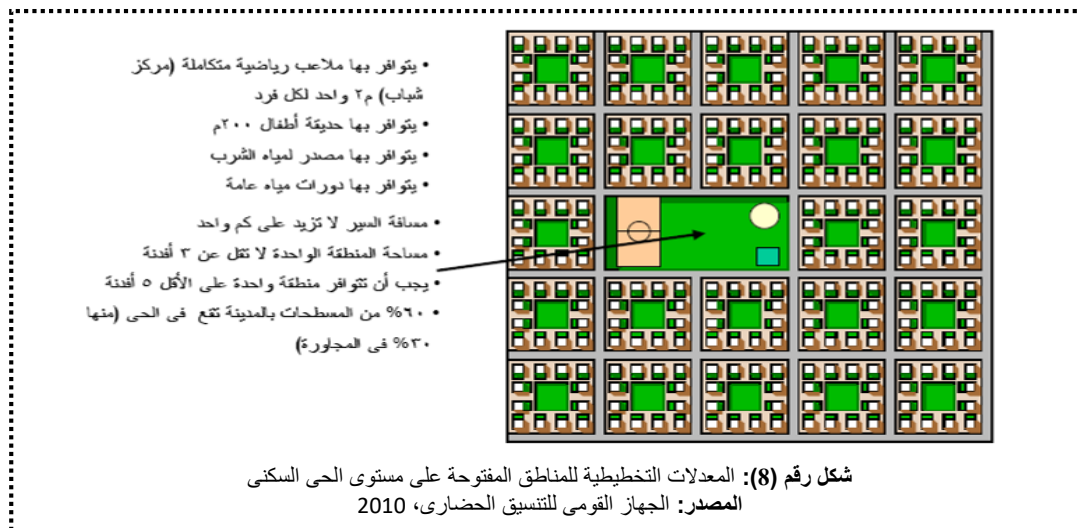 • يتوافر بها ملاعب رياضية متكاملة (مركز
شباب) م٢ واحد لكل فرد
• يتوافر بها حديقة أطفال ٢٠٠م
• يتوافر بها مصدر لمياه الشرب
• يتوافر بها دورات مياه عامة
• مسافة السير لا تزيد على كم واحد
• مساحة المنطقة الواحدة لا تقل عن ٣ أفدنة
• يجب أن تتوافر منطقة واحدة على الأقل ٥ أفدنة
• ٦٠% من المسطحات بالمدينة تقع فى الحى (منها
٣٠% فى المجاورة)
شكل رقم (8): المعدلات التخطيطية للمناطق المفتوحة على مستوى الحى السكنى
المصدر: الجهاز القومى للتنسيق الحضارى، 2010